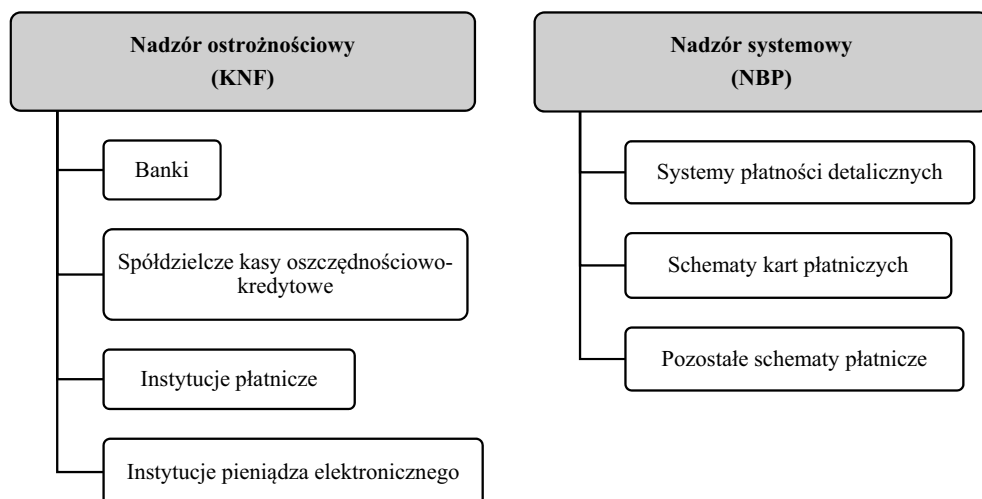 Nadzór ostrożnościowy
(KNF)
Banki
Spółdzielcze kasy oszczędnościowo-
kredytowe
Instytucje płatnicze
Instytucje pieniądza elektronicznego
Nadzór systemowy
(NBP)
Systemy płatności detalicznych
Schematy kart płatniczych
Pozostałe schematy płatnicze